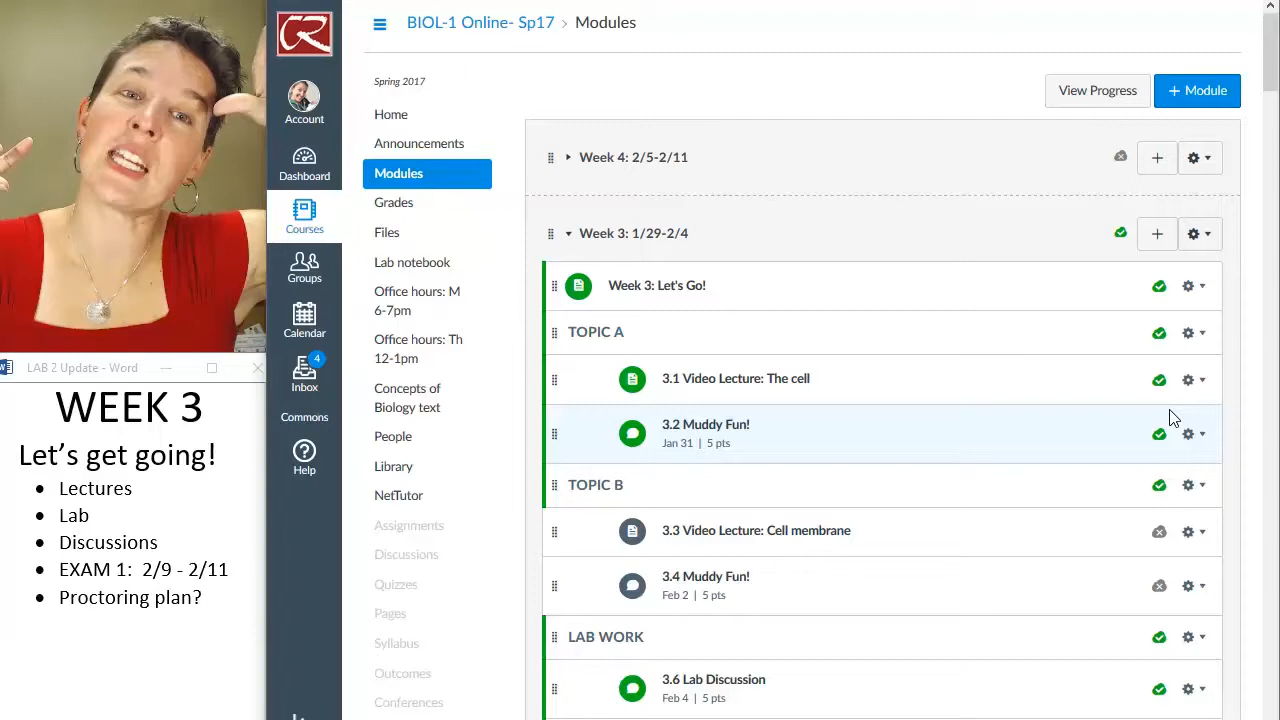 BIOL-1 Online- Sp17 > Modules
CR
Account
Dashboard
Courses
Groups
Calendar
4
Inbox
Commons
Help
Spring 2017
Home
Announcements
Modules
Grades
Files
Lab notebook
Office hours: M
6-7pm
Office hours: Th
12-1pm
Concepts of
Biology text
People
Library
NetTutor
Assignments
Discussions
Quizzes
Pages
Syllabus
Outcomes
Conferences
View Progress
+ Module
Week 4: 2/5-2/11
Week 3: 1/29-2/4
Week 3: Let's Go!
TOPIC A
3.1 Video Lecture: The cell
3.2 Muddy Fun!
Jan 31 | 5 pts
TOPIC B
3.3 Video Lecture: Cell membrane
3.4 Muddy Fun!
Feb 2 | 5 pts
LAB WORK
3.6 Lab Discussion
Feb 4 | 5 pts
LAB 2 Update - Word
WEEK 3
Let's get going!
• Lectures
• Lab
• Discussions
• EXAM 1: 2/9 - 2/11
• Proctoring plan?